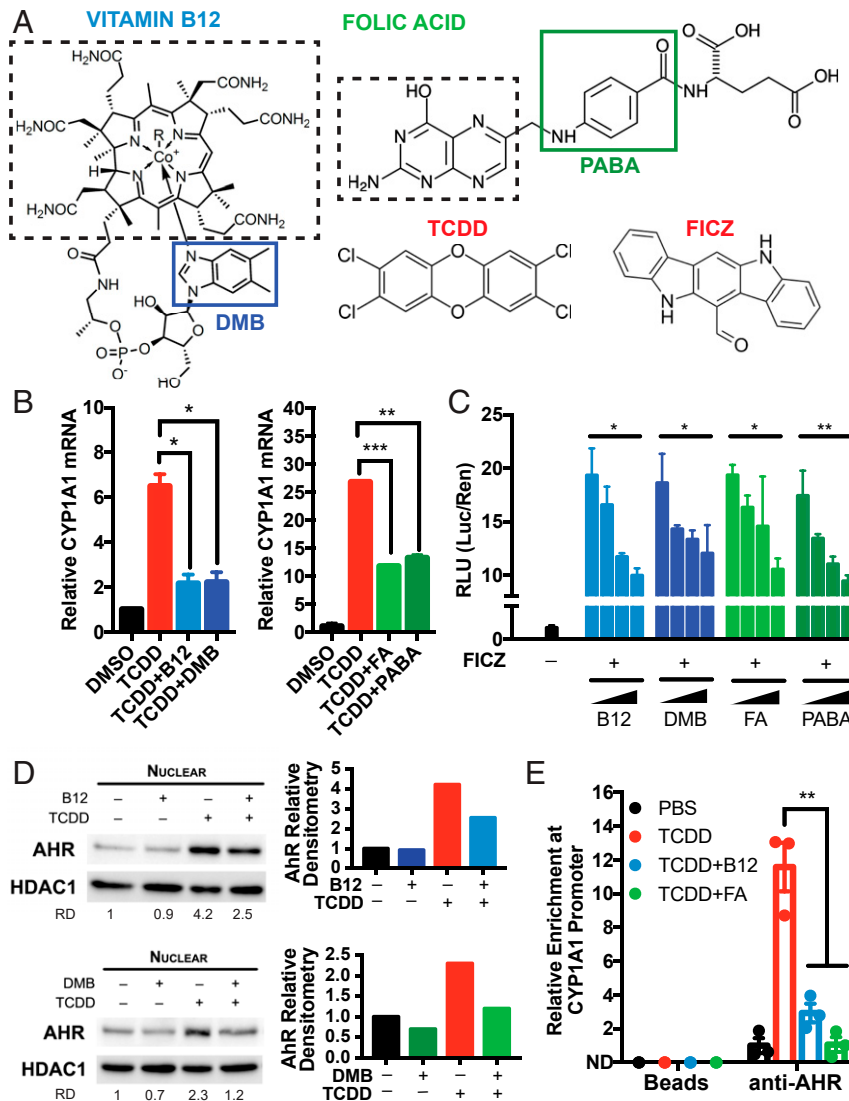 A
VITAMIN B12
FOLIC ACID
H₂NOC
CONH₂
CONH₂
H₂NOC
CONH₂
R
N
N
Co⁺
N
N
H
H₂NOC
CONH₂
O
NH
N
N
HO
O
P
O
O⁻
O
O
HO
DMB
HO
N
N
H₂N
N
N
NH
O
N
H
O
OH
OH
O
PABA
TCDD
Cl
O
Cl
Cl
O
Cl
FICZ
H
N
N
H
O
B
Relative CYP1A1 mRNA
10
8
6
4
2
0
*
*
DMSO
TCDD
TCDD+B12
TCDD+DMB
Relative CYP1A1 mRNA
40
35
30
25
20
15
10
5
0
**
***
DMSO
TCDD
TCDD+FA
TCDD+PABA
C
RLU (Luc/Ren)
25
20
15
10
0
* * * **
FICZ – + + + +
B12 DMB FA PABA
D
NUCLEAR
B12 – + – +
TCDD – – + +
AHR
HDAC1
RD 1 0.9 4.2 2.5
AhR Relative
Densitometry
5
4
3
2
1
0
B12 – + – +
TCDD – – + +
NUCLEAR
DMB – + – +
TCDD – – + +
AHR
HDAC1
RD 1 0.7 2.3 1.2
AhR Relative
Densitometry
2.5
2.0
1.5
1.0
0.5
0.0
DMB – + – +
TCDD – – + +
E
Relative Enrichment at
CYP1A1 Promoter
16
14
12
10
8
6
4
2
ND
PBS
TCDD
TCDD+B12
TCDD+FA
**
Beads
anti-AHR